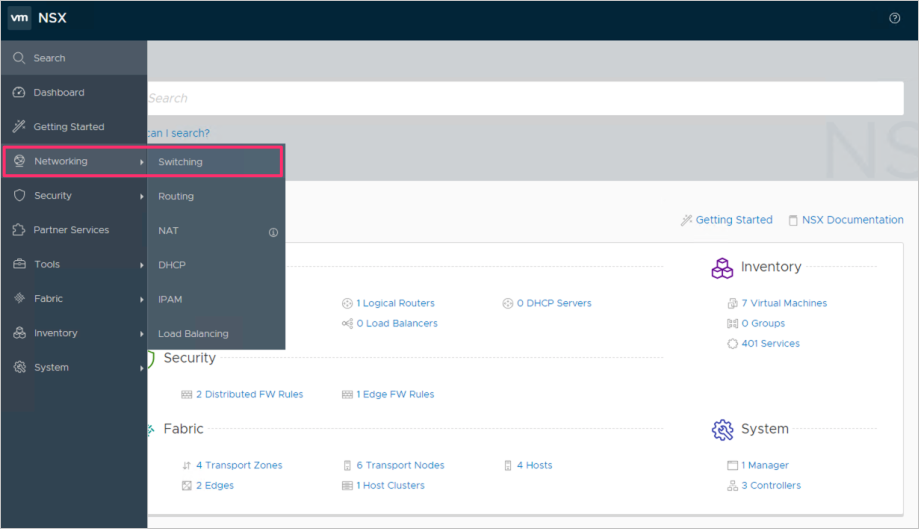 vm NSX
Search
Dashboard
Getting Started
Networking
Security
Partner Services
Tools
Fabric
Inventory
System
Switching
Routing
NAT
DHCP
IPAM
Load Balancing
Search
can I search?
NS
Getting Started NSX Documentation
1 Logical Routers 0 DHCP Servers
0 Load Balancers
Security
2 Distributed FW Rules 1 Edge FW Rules
Fabric
4 Transport Zones 6 Transport Nodes 4 Hosts
2 Edges 1 Host Clusters
Inventory
7 Virtual Machines
0 Groups
401 Services
System
1 Manager
3 Controllers